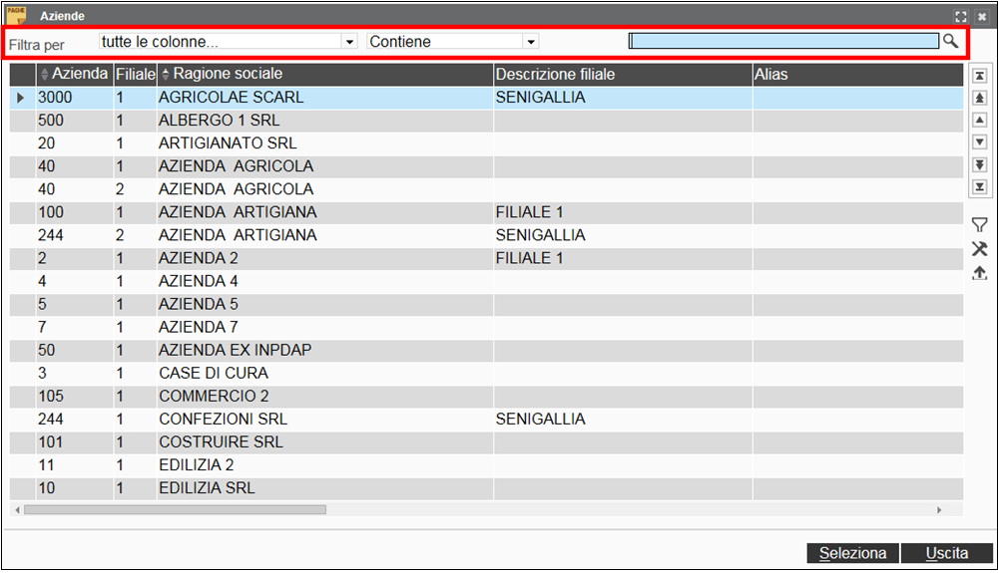 PAGHE Aziende
Filtra per tutte le colonne... Contiene
Azienda Filiale Ragione sociale Descrizione filiale Alias
3000 1 AGRICOLAE SCARL SENIGALLIA
500 1 ALBERGO 1 SRL
20 1 ARTIGIANATO SRL
40 1 AZIENDA AGRICOLA
40 2 AZIENDA AGRICOLA
100 1 AZIENDA ARTIGIANA FILIALE 1
244 2 AZIENDA ARTIGIANA SENIGALLIA
2 1 AZIENDA 2 FILIALE 1
4 1 AZIENDA 4
5 1 AZIENDA 5
7 1 AZIENDA 7
50 1 AZIENDA EX INPDAP
3 1 CASE DI CURA
105 1 COMMERCIO 2
244 1 CONFEZIONI SRL SENIGALLIA
101 1 COSTRUIRE SRL
11 1 EDILIZIA 2
10 1 EDILIZIA SRL
Seleziona Uscita